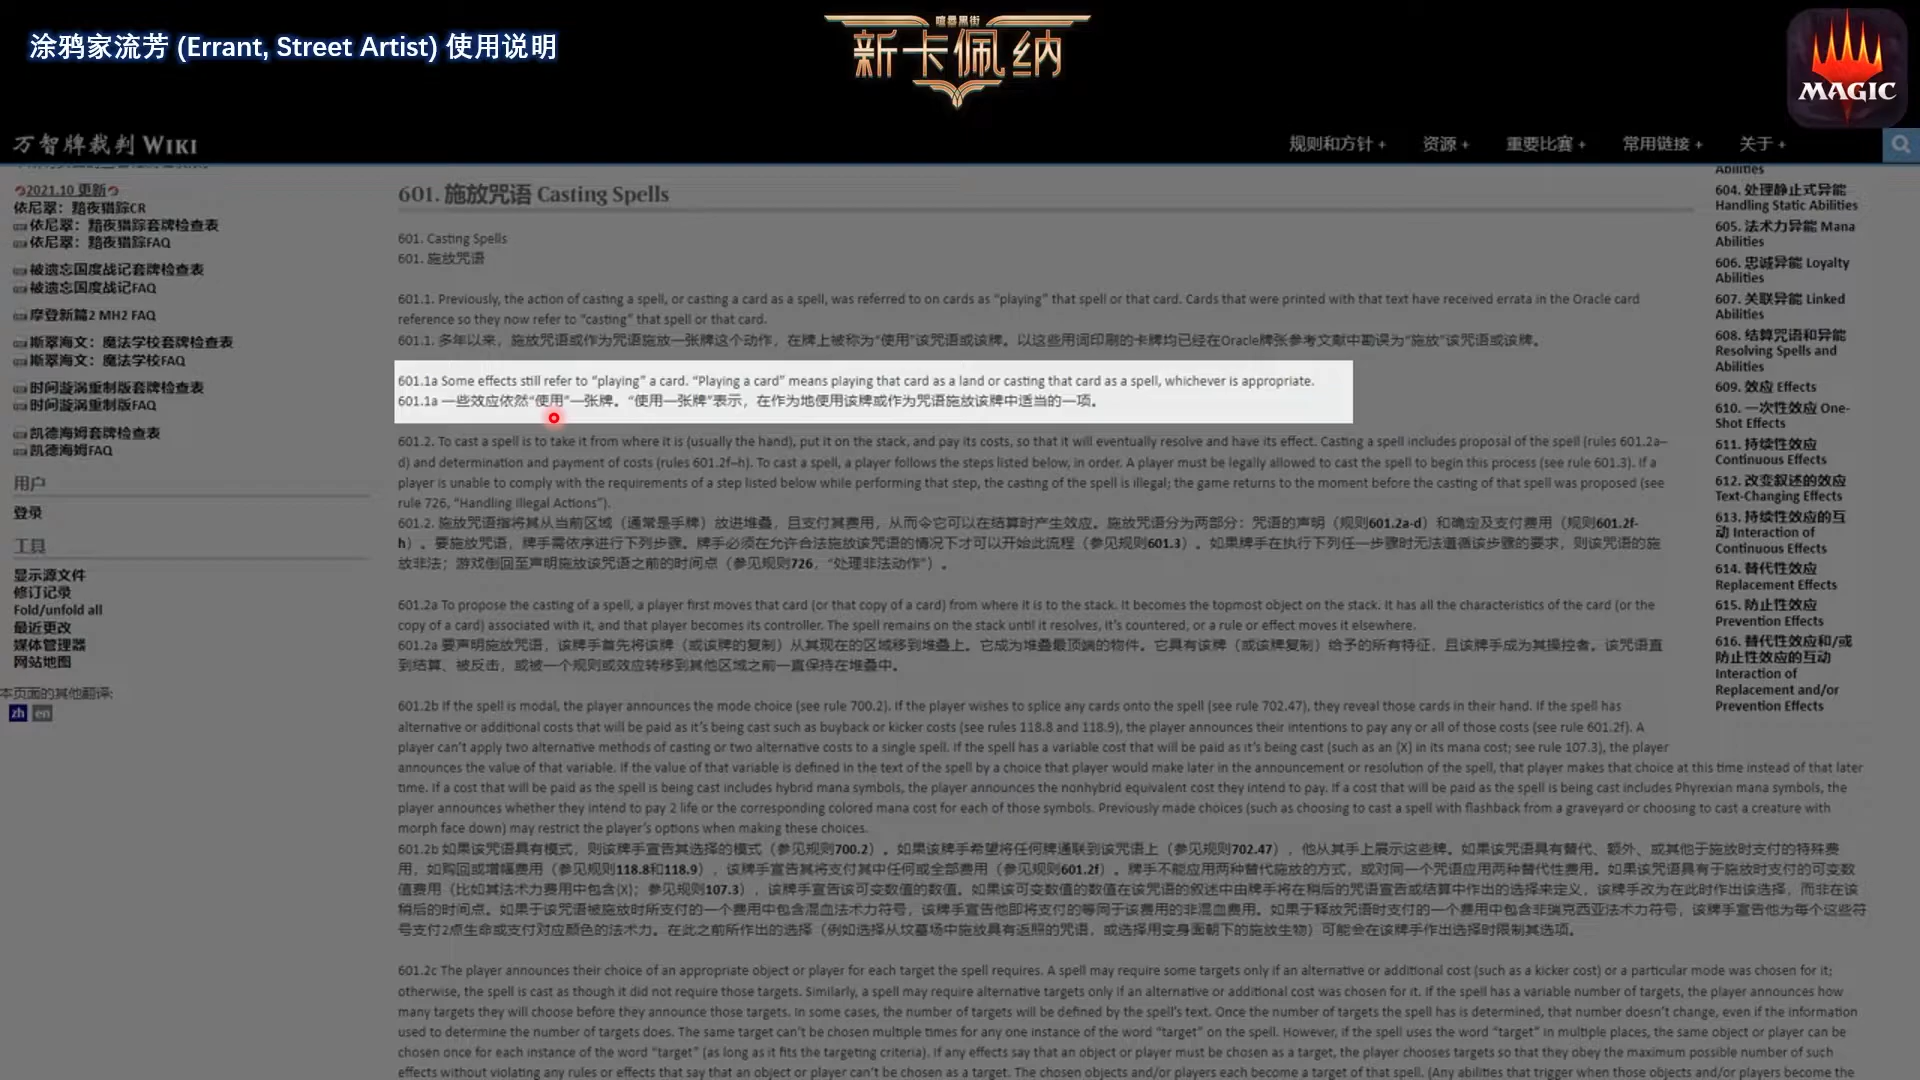 涂鸦家流芳 (Errant, Street Artist) 使用说明
喧嚣黑街
新卡佩纳
MAGIC
万智牌裁判 WIKI
规则和方针 +
资源 +
重要比赛 +
常用链接 +
关于 +
2021.10 更新
依尼翠：黯夜猎踪CR
依尼翠：黯夜猎踪套牌检查表
依尼翠：黯夜猎踪FAQ
被遗忘国度战记套牌检查表
被遗忘国度战记FAQ
摩登新篇2 MH2 FAQ
斯翠海文：魔法学校套牌检查表
斯翠海文：魔法学校FAQ
时间漩涡重制版套牌检查表
时间漩涡重制版FAQ
凯德海姆套牌检查表
凯德海姆FAQ
用户
登录
工具
显示源文件
修订记录
Fold/unfold all
最近更改
媒体管理器
网站地图
本页面的其他翻译:
zh en
601. 施放咒语 Casting Spells
601. Casting Spells
601. 施放咒语
601.1. Previously, the action of casting a spell, or casting a card as a spell, was referred to on cards as “playing” that spell or that card. Cards that were printed with that text have received errata in the Oracle card
reference so they now refer to “casting” that spell or that card.
601.1. 多年以来，施放咒语或作为咒语施放一张牌这个动作，在牌上被称为“使用”该咒语或该牌。以这些用词印刷的卡牌均已经在Oracle牌张参考文献中勘误为“施放”该咒语或该牌。
601.1a Some effects still refer to “playing” a card. “Playing a card” means playing that card as a land or casting that card as a spell, whichever is appropriate.
601.1a 一些效应依然“使用”一张牌。“使用一张牌”表示，在作为地使用该牌或作为咒语施放该牌中适当的一项。
601.2. To cast a spell is to take it from where it is (usually the hand), put it on the stack, and pay its costs, so that it will eventually resolve and have its effect. Casting a spell includes proposal of the spell (rules 601.2a–
d) and determination and payment of costs (rules 601.2f–h). To cast a spell, a player follows the steps listed below, in order. A player must be legally allowed to cast the spell to begin this process (see rule 601.3). If a
player is unable to comply with the requirements of a step listed below while performing that step, the casting of the spell is illegal; the game returns to the moment before the casting of that spell was proposed (see
rule 726, “Handling Illegal Actions”).
601.2. 施放咒语指将其从当前区域（通常是手牌）放进堆叠，且支付其费用，从而令它可以在结算时产生效应。施放咒语分为两部分：咒语的声明（规则601.2a-d）和确定及支付费用（规则601.2f-
h）。要施放咒语，牌手需依序进行下列步骤。牌手必须在允许合法施放该咒语的情况下才可以开始此流程（参见规则601.3）。如果牌手在执行下列任一步骤时无法遵循该步骤的要求，则该咒语的施
放非法；游戏倒回至声明施放该咒语之前的时间点（参见规则726，“处理非法动作”）。
601.2a To propose the casting of a spell, a player first moves that card (or that copy of a card) from where it is to the stack. It becomes the topmost object on the stack. It has all the characteristics of the card (or the
copy of a card) associated with it, and that player becomes its controller. The spell remains on the stack until it resolves, it’s countered, or a rule or effect moves it elsewhere.
601.2a 要声明施放咒语，该牌手首先将该牌（或该牌的复制）从其现在的区域移到堆叠上。它成为堆叠最顶端的物件。它具有该牌（或该牌复制）给予的所有特征，且该牌手成为其操控者。该咒语直
到结算、被反击，或被一个规则或效应转移到其他区域之前一直保持在堆叠中。
601.2b If the spell is modal, the player announces the mode choice (see rule 700.2). If the player wishes to splice any cards onto the spell (see rule 702.47), they reveal those cards in their hand. If the spell has
alternative or additional costs that will be paid as it’s being cast such as buyback or kicker costs (see rules 118.8 and 118.9), the player announces their intentions to pay any or all of those costs (see rule 601.2f). A
player can’t apply two alternative methods of casting or two alternative costs to a single spell. If the spell has a variable cost that will be paid as it’s being cast (such as an {X} in its mana cost; see rule 107.3), the player
announces the value of that variable. If the value of that variable is defined in the text of the spell by a choice that player would make later in the announcement or resolution of the spell, that player makes that choice at this time instead of that later
time. If a cost that will be paid as the spell is being cast includes hybrid mana symbols, the player announces the nonhybrid equivalent cost they intend to pay. If a cost that will be paid as the spell is being cast includes Phyrexian mana symbols, the
player announces whether they intend to pay 2 life or the corresponding colored mana cost for each of those symbols. Previously made choices (such as choosing to cast a spell with flashback from a graveyard or choosing to cast a creature with
morph face down) may restrict the player’s options when making these choices.
601.2b 如果该咒语具有模式，则该牌手宣告其选择的模式（参见规则700.2）。如果该牌手希望将任何牌通联到该咒语上（参见规则702.47），他从其手上展示这些牌。如果该咒语具有替代、额外、或其他于施放时支付的特殊费
用，如购回或增幅费用（参见规则118.8和118.9），该牌手宣告其将支付其中任何或全部费用（参见规则601.2f）。牌手不能应用两种替代施放的方式，或对同一个咒语应用两种替代性费用。如果该咒语具有于施放时支付的可变数
值费用（比如其法术力费用中包含{X}；参见规则107.3），该牌手宣告该可变数值的数值。如果该可变数值的数值在该咒语的叙述中由牌手将在稍后的咒语宣告或结算中作出的选择来定义，该牌手改为在此时作出该选择，而非在该
稍后的时间点。如果于该咒语被施放时所支付的一个费用中包含混血法术力符号，该牌手宣告他即将支付的等同于该费用的非混血费用。如果于释放咒语时支付的一个费用中包含非瑞克西亚法术力符号，该牌手宣告他为每个这些符
号支付2点生命或支付对应颜色的法术力。在此之前所作出的选择（例如选择从坟墓场中施放具有返照的咒语，或选择用变身面朝下的施放生物）可能会在该牌手作出选择时限制其选项。
601.2c The player announces their choice of an appropriate object or player for each target the spell requires. A spell may require some targets only if an alternative or additional cost (such as a kicker cost) or a particular mode was chosen for it;
otherwise, the spell is cast as though it did not require those targets. Similarly, a spell may require alternative targets only if an alternative or additional cost was chosen for it. If the spell has a variable number of targets, the player announces how
many targets they will choose before they announce those targets. In some cases, the number of targets will be defined by the spell’s text. Once the number of targets the spell has is determined, that number doesn’t change, even if the information
used to determine the number of targets does. The same target can’t be chosen multiple times for any one instance of the word “target” on the spell. However, if the spell uses the word “target” in multiple places, the same object or player can be
chosen once for each instance of the word “target” (as long as it fits the targeting criteria). If any effects say that an object or player must be chosen as a target, the player chooses targets so that they obey the maximum possible number of such
effects without violating any rules or effects that say that an object or player can’t be chosen as a target. The chosen objects and/or players each become a target of that spell. (Any abilities that trigger when those objects and/or players become the
Abilities
604. 处理静止式异能
Handling Static Abilities
605. 法术力异能 Mana
Abilities
606. 忠诚异能 Loyalty
Abilities
607. 关联异能 Linked
Abilities
608. 结算咒语和异能
Resolving Spells and
Abilities
609. 效应 Effects
610. 一次性效应 One-
Shot Effects
611. 持续性效应
Continuous Effects
612. 改变叙述的效应
Text-Changing Effects
613. 持续性效应的互
动 Interaction of
Continuous Effects
614. 替代性效应
Replacement Effects
615. 防止性效应
Prevention Effects
616. 替代性效应和/或
防止性效应的互动
Interaction of
Replacement and/or
Prevention Effects